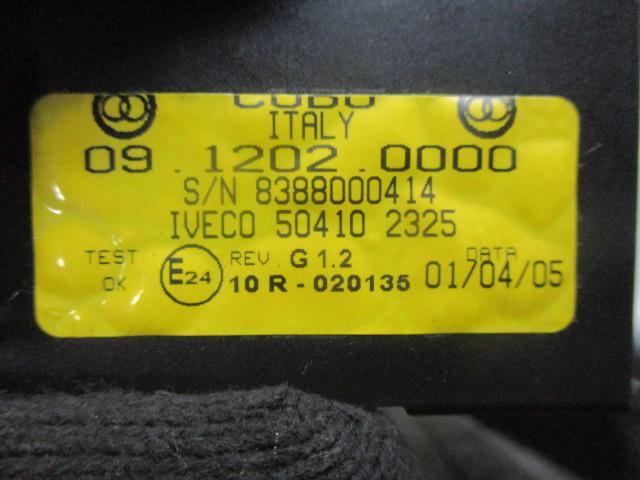 COBO
ITALY
09.1202.0000
S/N 8388000414
IVECO 50410 2325
TEST OK
E24
REV. G 1.2
10 R - 020135
DATA
01/04/05